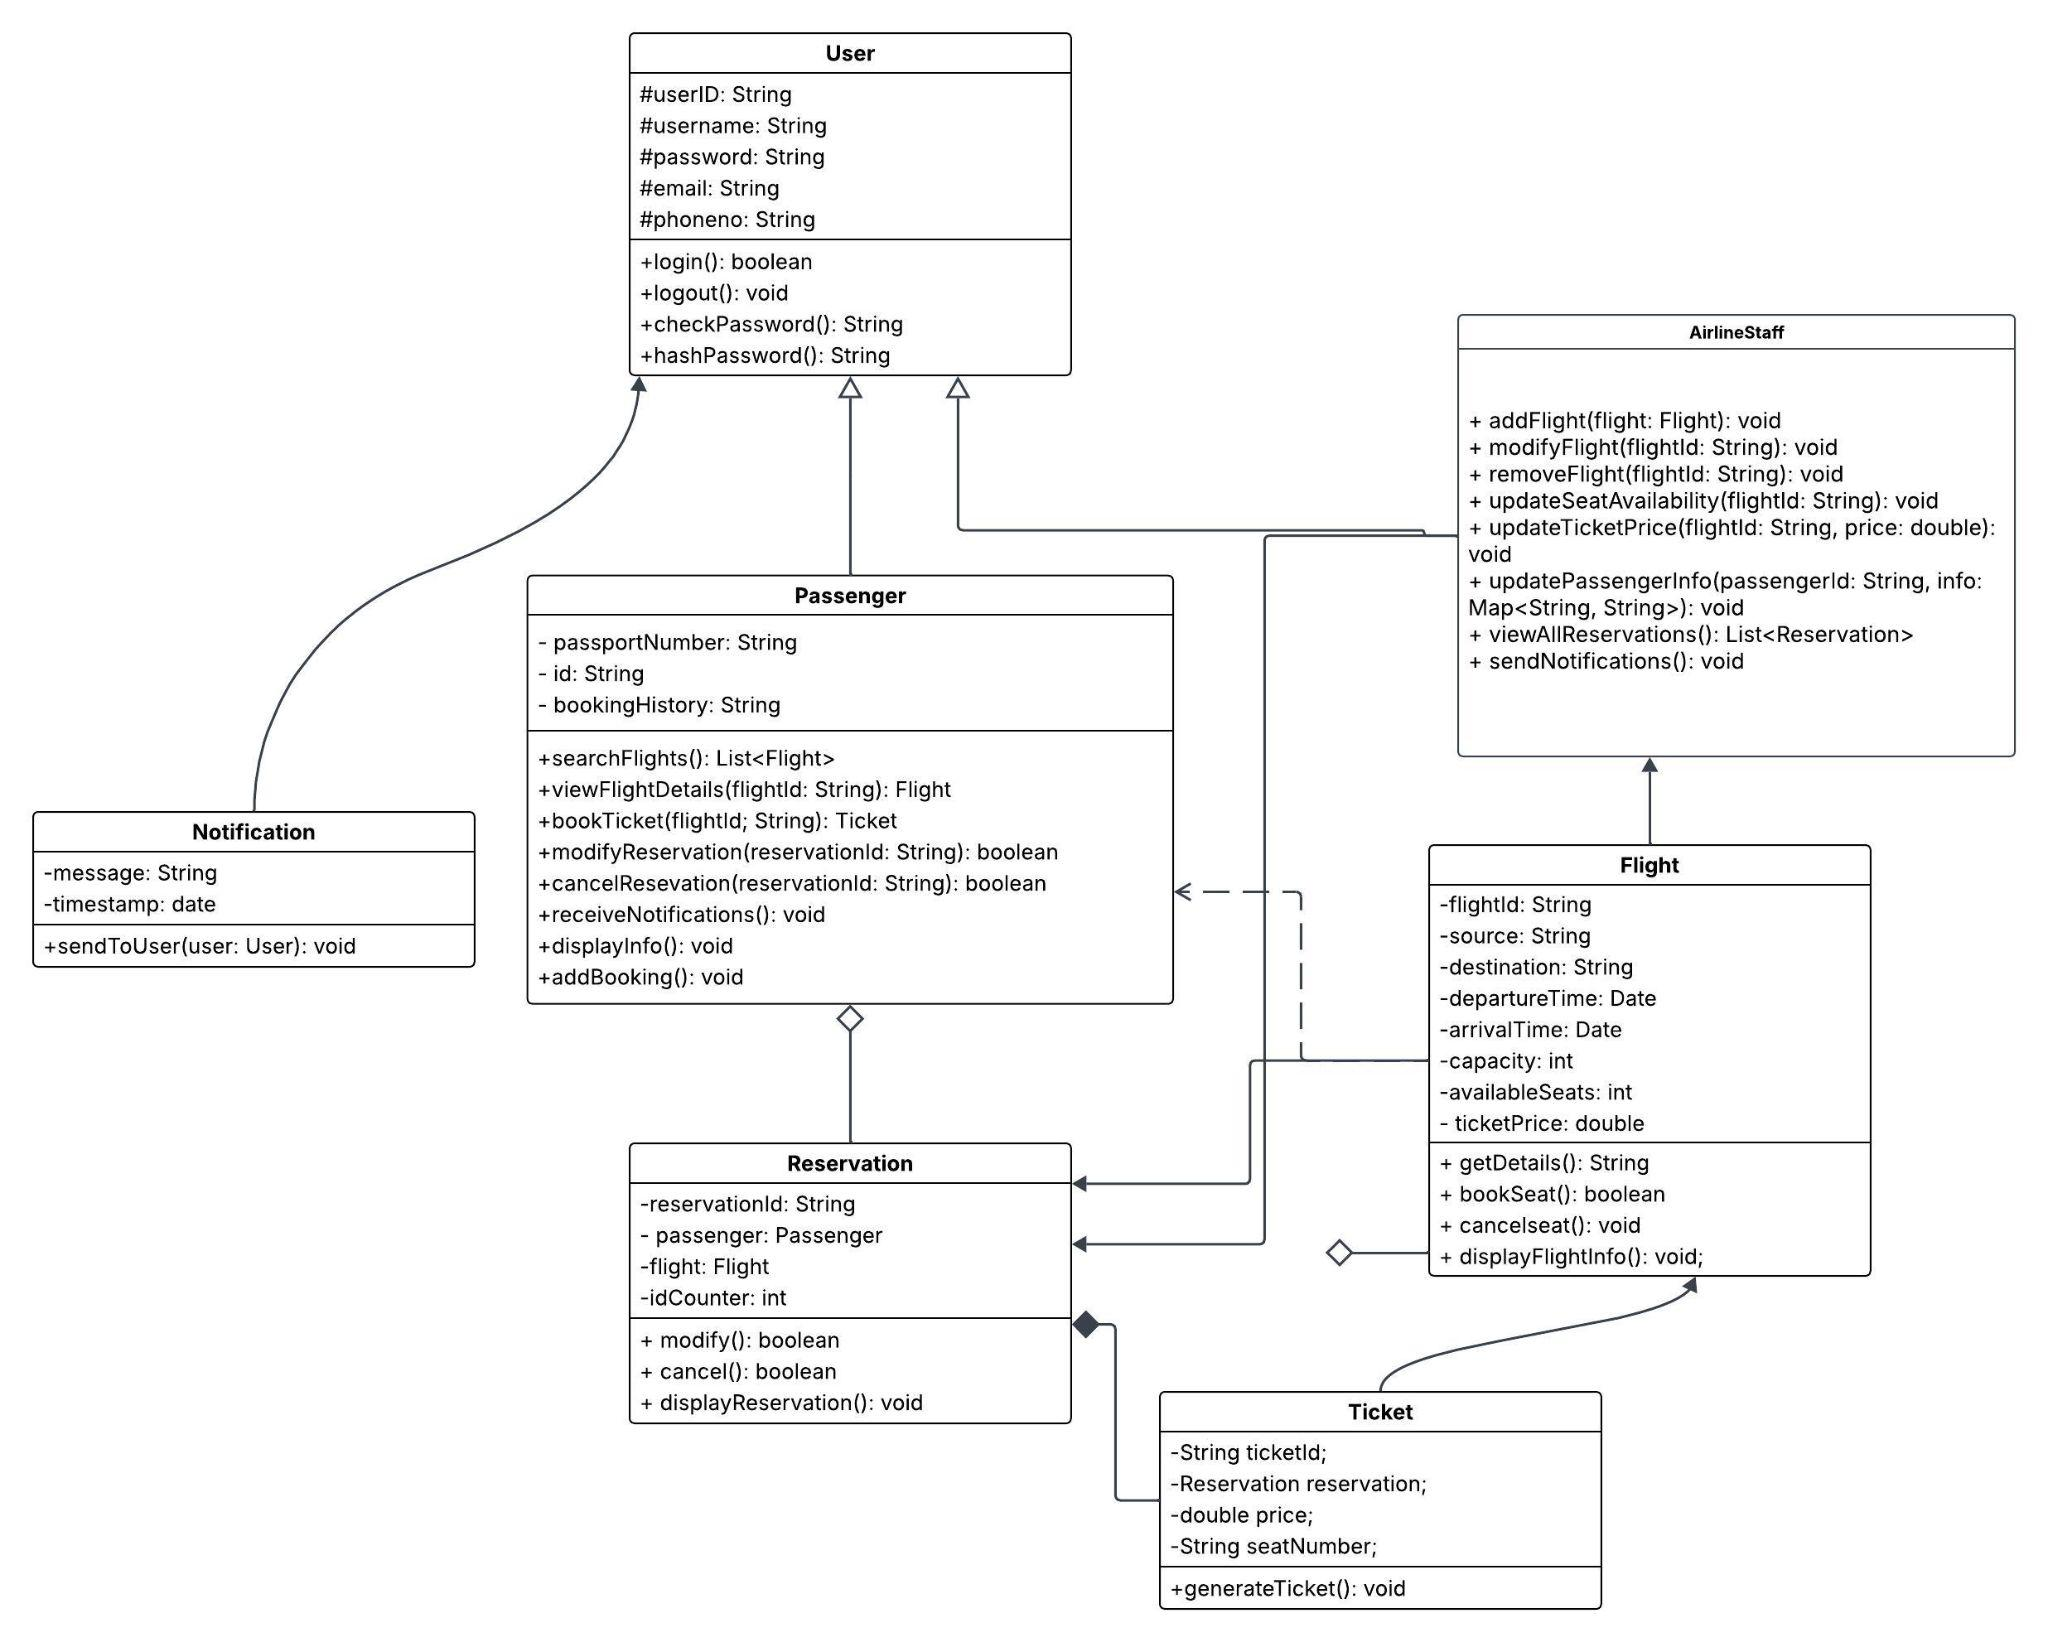 User
#userID: String
#username: String
#password: String
#email: String
#phoneno: String
+login(): boolean
+logout(): void
+checkPassword(): String
+hashPassword(): String
AirlineStaff
+ addFlight(flight: Flight): void
+ modifyFlight(flightId: String): void
+ removeFlight(flightId: String): void
+ updateSeatAvailability(flightId: String): void
+ updateTicketPrice(flightId: String, price: double):
void
+ updatePassengerInfo(passengerId: String, info:
Map<String, String>): void
+ viewAllReservations(): List<Reservation>
+ sendNotifications(): void
Passenger
- passportNumber: String
- id: String
- bookingHistory: String
+searchFlights(): List<Flight>
+viewFlightDetails(flightId: String): Flight
+bookTicket(flightId; String): Ticket
+modifyReservation(reservationId: String): boolean
+cancelResevation(reservationId: String): boolean
+receiveNotifications(): void
+displayInfo(): void
+addBooking(): void
Notification
-message: String
-timestamp: date
+sendToUser(user: User): void
Flight
-flightId: String
-source: String
-destination: String
-departureTime: Date
-arrivalTime: Date
-capacity: int
-availableSeats: int
- ticketPrice: double
+ getDetails(): String
+ bookSeat(): boolean
+ cancelseat(): void
+ displayFlightInfo(): void;
Reservation
-reservationId: String
- passenger: Passenger
-flight: Flight
-idCounter: int
+ modify(): boolean
+ cancel(): boolean
+ displayReservation(): void
Ticket
-String ticketId;
-Reservation reservation;
-double price;
-String seatNumber;
+generateTicket(): void